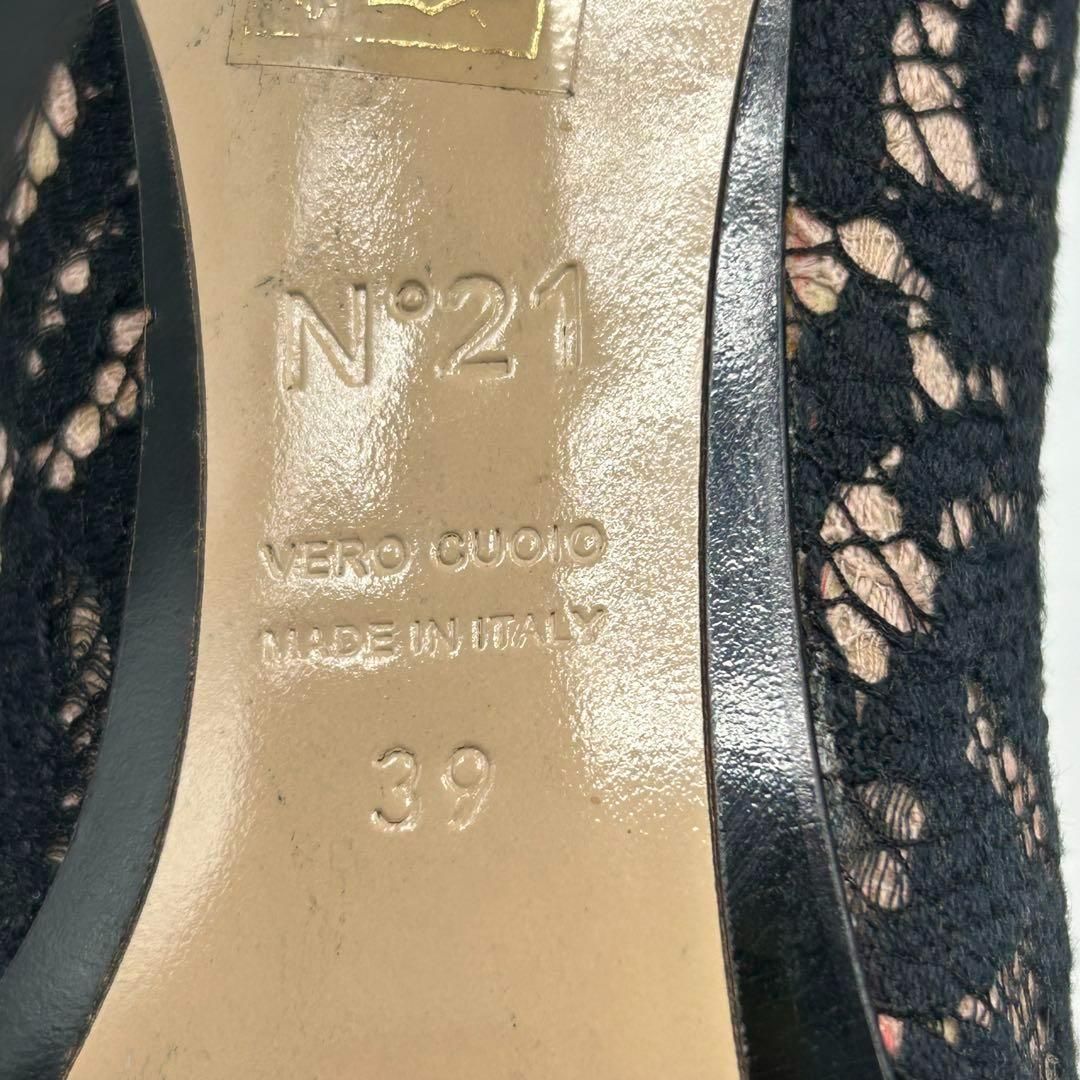 N°21
VERO CUOIO
MADE IN ITALY
39